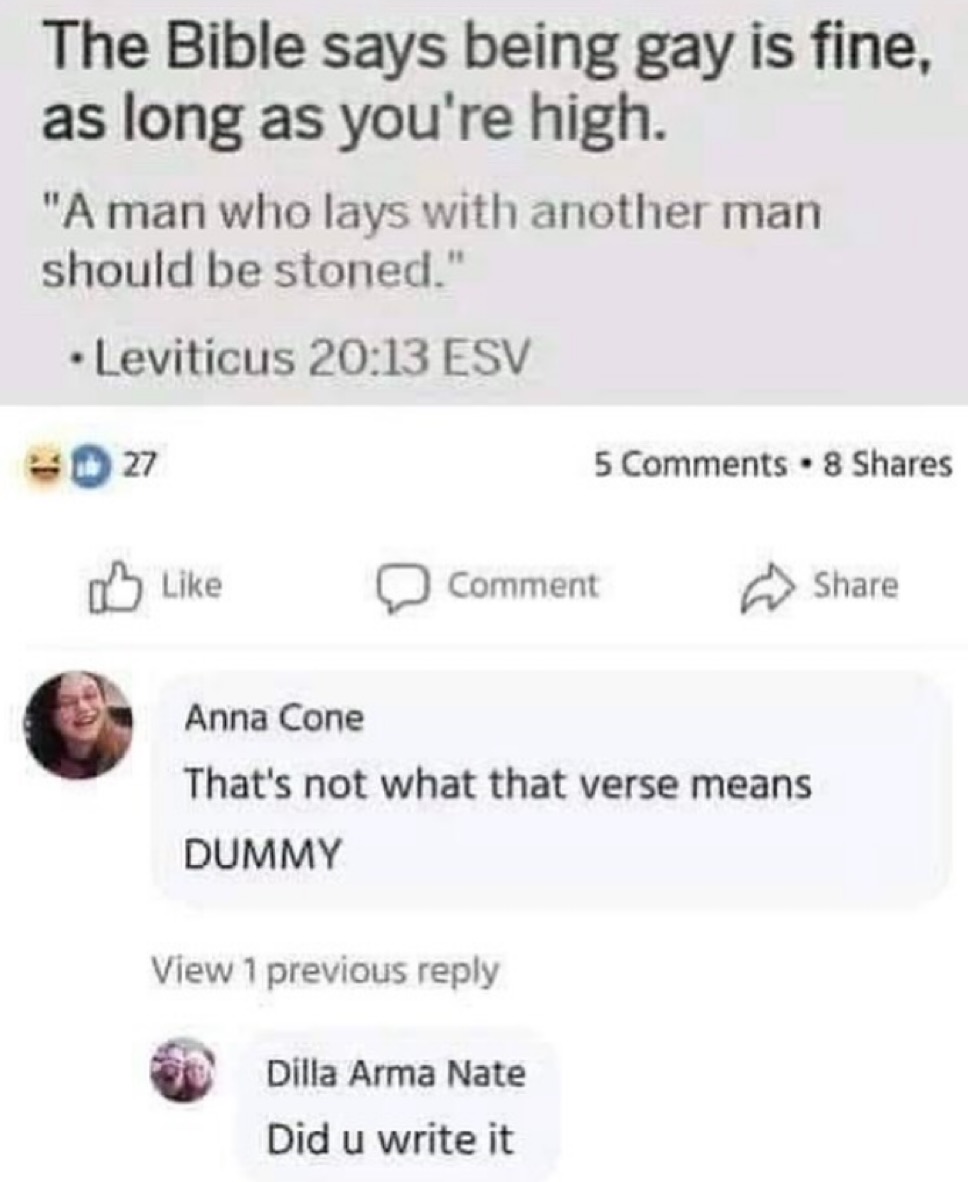 The Bible says being gay is fine,
as long as you're high.
"A man who lays with another man
should be stoned."
• Leviticus 20:13 ESV
27
5 Comments • 8 Shares
Like
Comment
Share
Anna Cone
That's not what that verse means
DUMMY
View 1 previous reply
Dilla Arma Nate
Did u write it